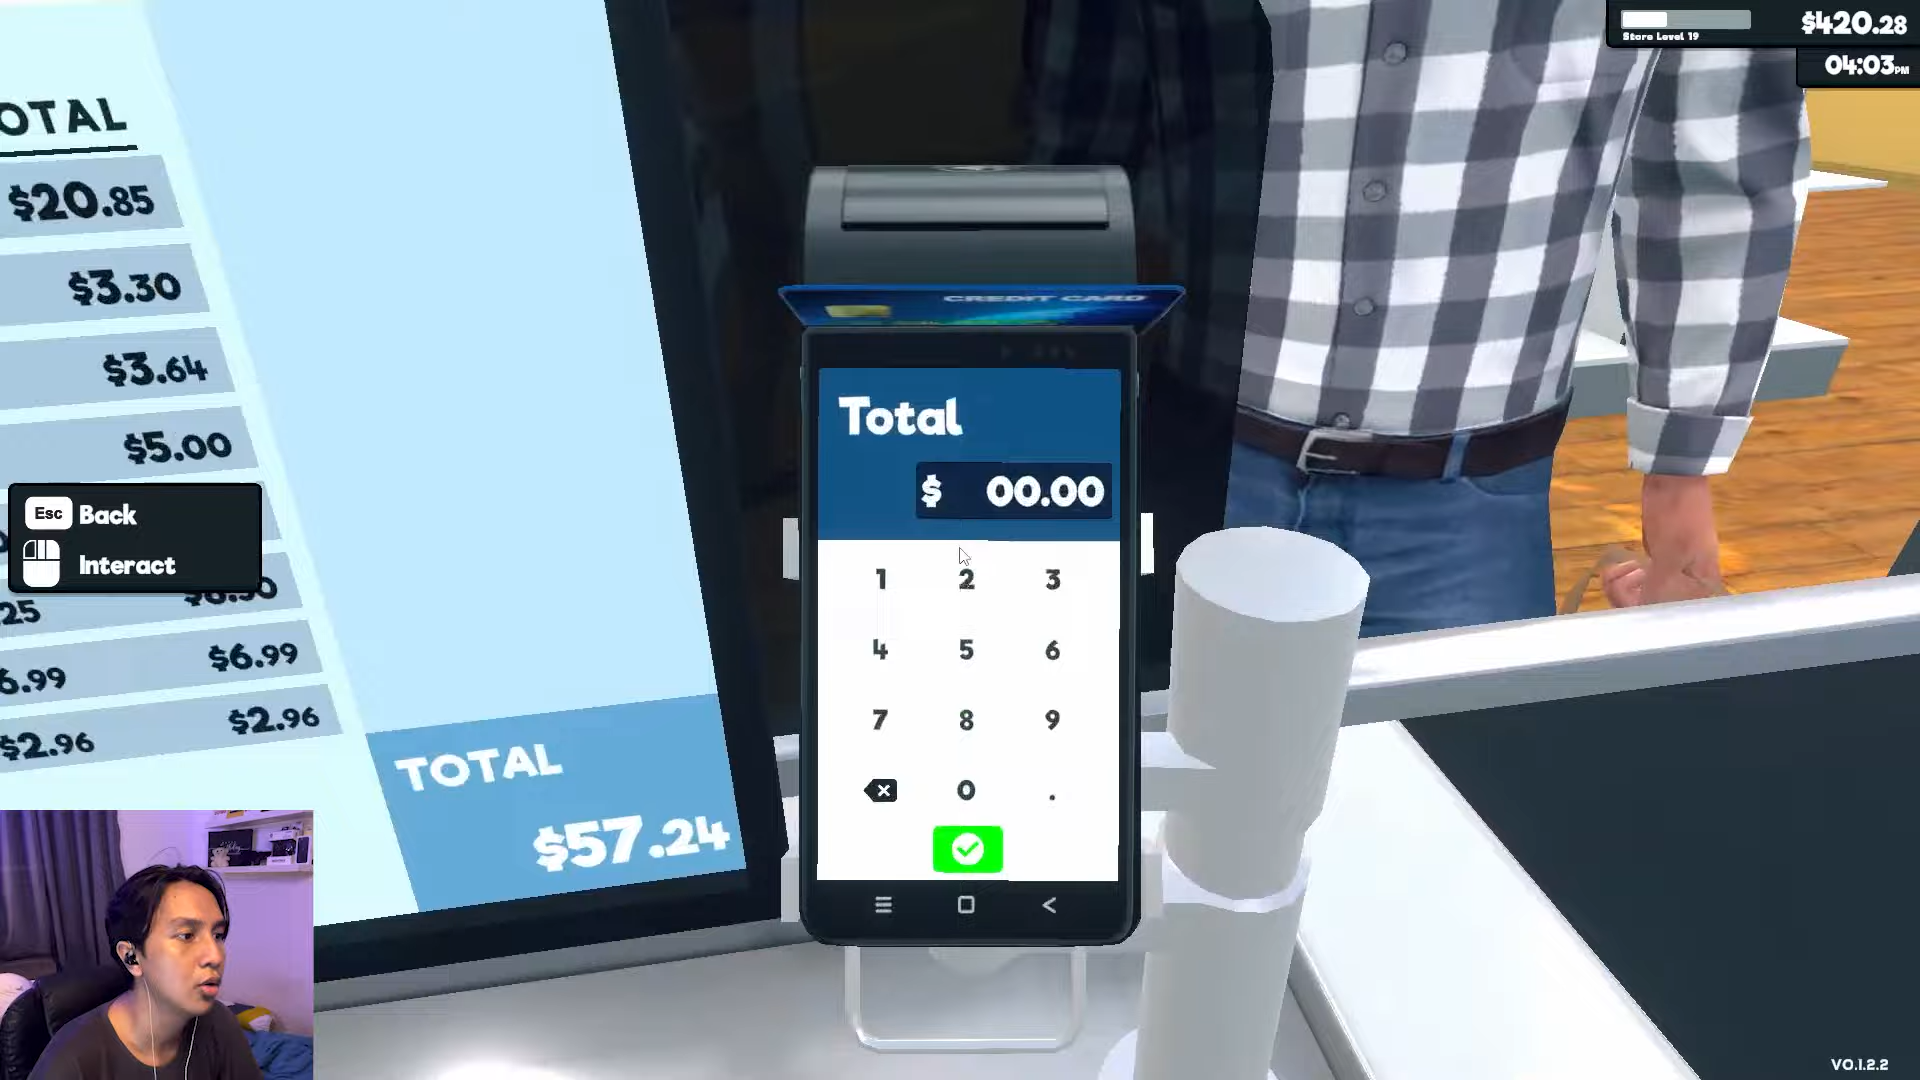 $420.28
Store Level 19
04:03PM
OTAL
$20.85
$3.30
$3.64
$5.00
25
6.99 $6.99
$2.96 $2.96
TOTAL
$57.24
Esc Back
Interact
CREDIT CARD
Total
$ 00.00
1 2 3
4 5 6
7 8 9
0 .
V0.1.2.2